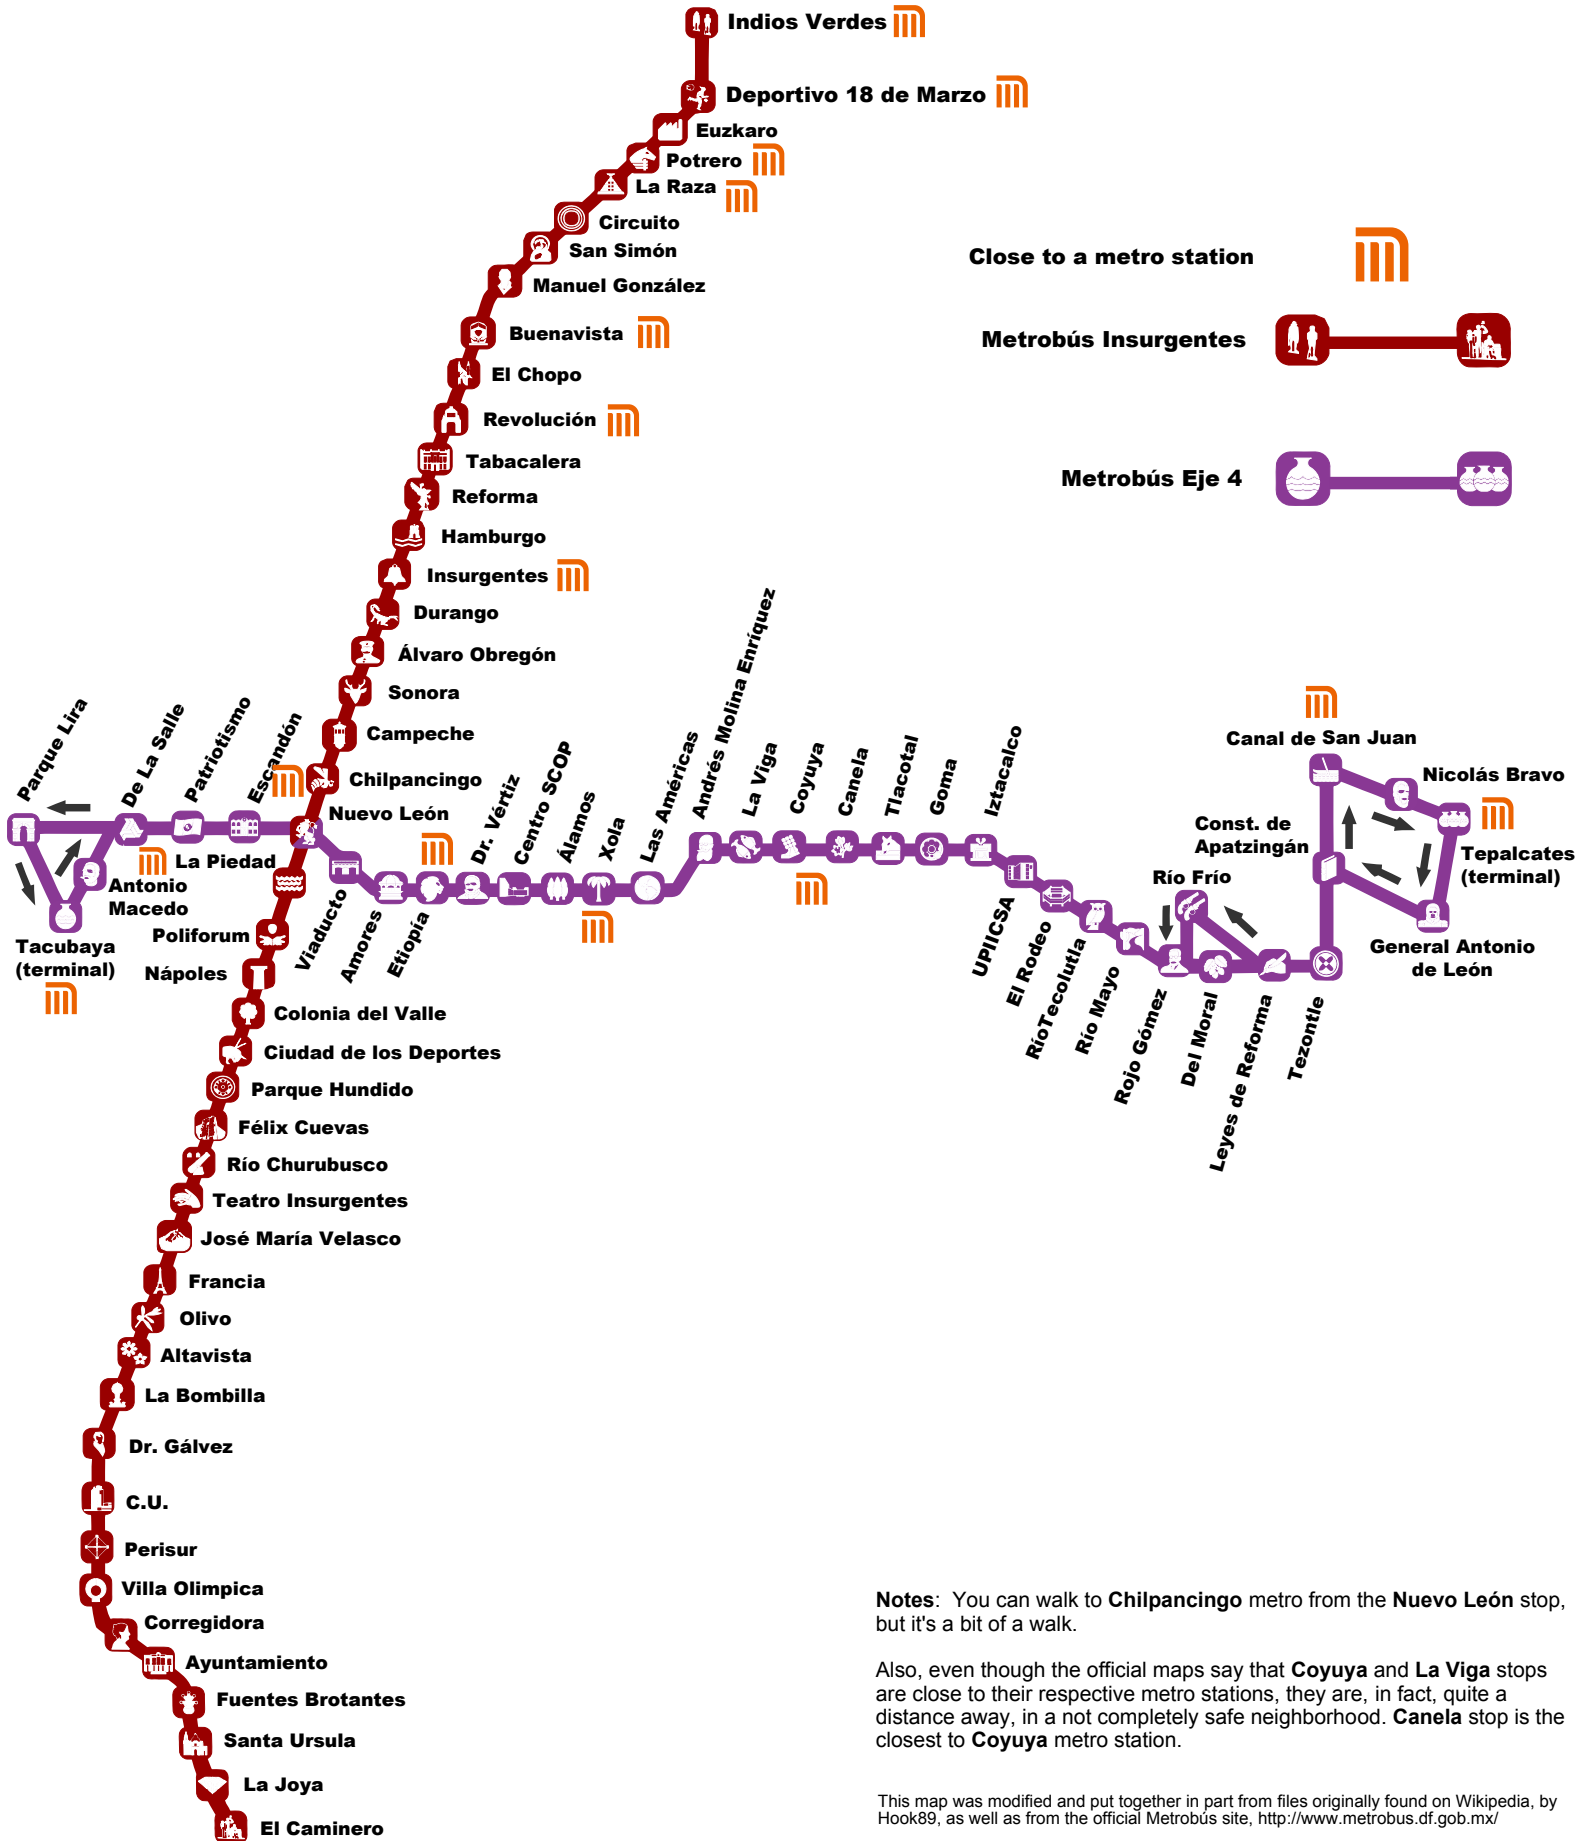 Indios Verdes
Deportivo 18 de Marzo
Euzkaro
Potrero
La Raza
Circuito
San Simón
Manuel González
Buenavista
El Chopo
Revolución
Tabacalera
Reforma
Hamburgo
Insurgentes
Durango
Álvaro Obregón
Sonora
Campeche
Chilpancingo
Nuevo León
La Piedad
Poliforum
Nápoles
Colonia del Valle
Ciudad de los Deportes
Parque Hundido
Félix Cuevas
Río Churubusco
Teatro Insurgentes
José María Velasco
Francia
Olivo
Altavista
La Bombilla
Dr. Gálvez
C.U.
Perisur
Villa Olimpica
Corregidora
Ayuntamiento
Fuentes Brotantes
Santa Ursula
La Joya
El Caminero
Close to a metro station
Metrobús Insurgentes
Metrobús Eje 4
Parque Lira
De La Salle
Patriotismo
Escandón
Antonio
Macedo
Tacubaya
(terminal)
Viaducto
Amores
Etiopía
Dr. Vértiz
Centro SCOP
Álamos
Xola
Las Américas
Andrés Molina Enríquez
La Viga
Coyuya
Canela
Tlacotal
Goma
Iztacalco
UPIICSA
El Rodeo
RíoTecolutla
Río Mayo
Rojo Gómez
Del Moral
Leyes de Reforma
Tezontle
Río Frío
Const. de
Apatzingán
Canal de San Juan
Nicolás Bravo
Tepalcates
(terminal)
General Antonio
de León
Notes:  You can walk to Chilpancingo metro from the Nuevo León stop,
but it's a bit of a walk.
Also, even though the official maps say that Coyuya and La Viga stops
are close to their respective metro stations, they are, in fact, quite a
distance away, in a not completely safe neighborhood. Canela stop is the
closest to Coyuya metro station.
This map was modified and put together in part from files originally found on Wikipedia, by
Hook89, as well as from the official Metrobús site, http://www.metrobus.df.gob.mx/